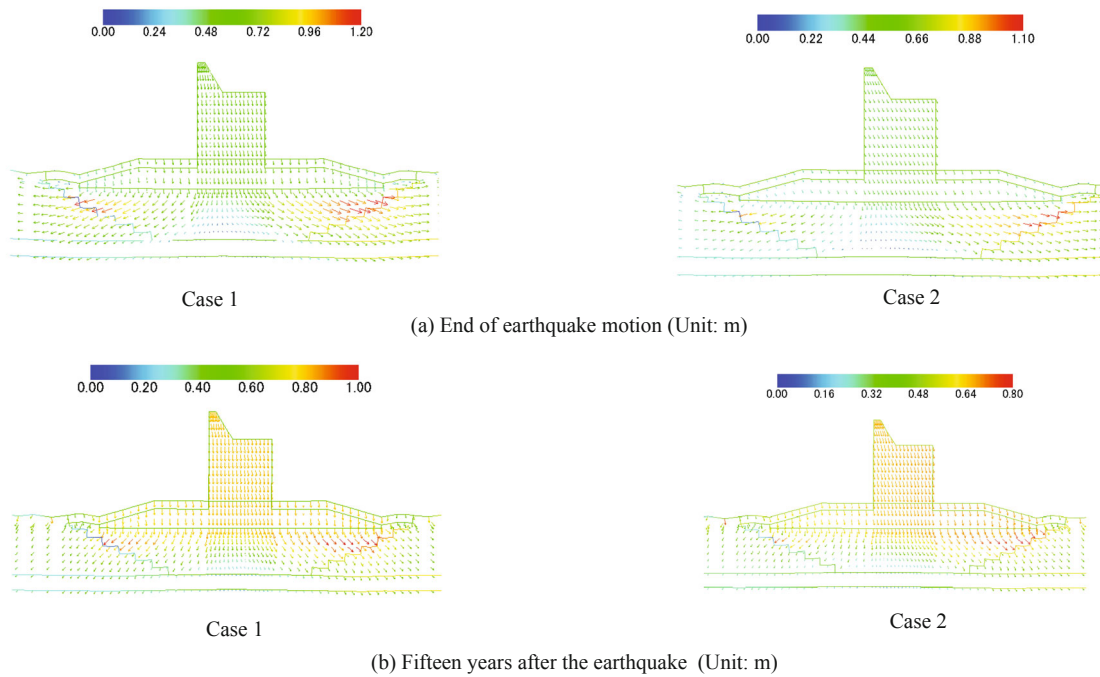 0.00 0.24 0.48 0.72 0.96 1.20
0.00 0.22 0.44 0.66 0.88 1.10
Case 1
Case 2
(a) End of earthquake motion (Unit: m)
0.00 0.20 0.40 0.60 0.80 1.00
0.00 0.16 0.32 0.48 0.64 0.80
Case 1
Case 2
(b) Fifteen years after the earthquake (Unit: m)